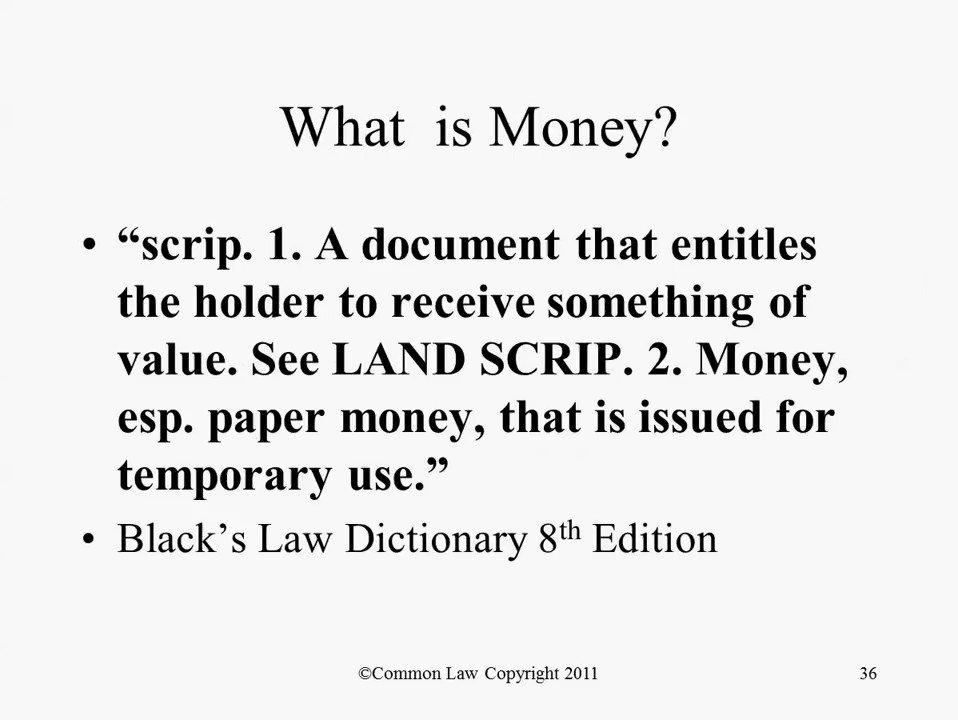 What is Money?
• “scrip. 1. A document that entitles
the holder to receive something of
value. See LAND SCRIP. 2. Money,
esp. paper money, that is issued for
temporary use.”
• Black’s Law Dictionary 8th Edition
©Common Law Copyright 2011
36